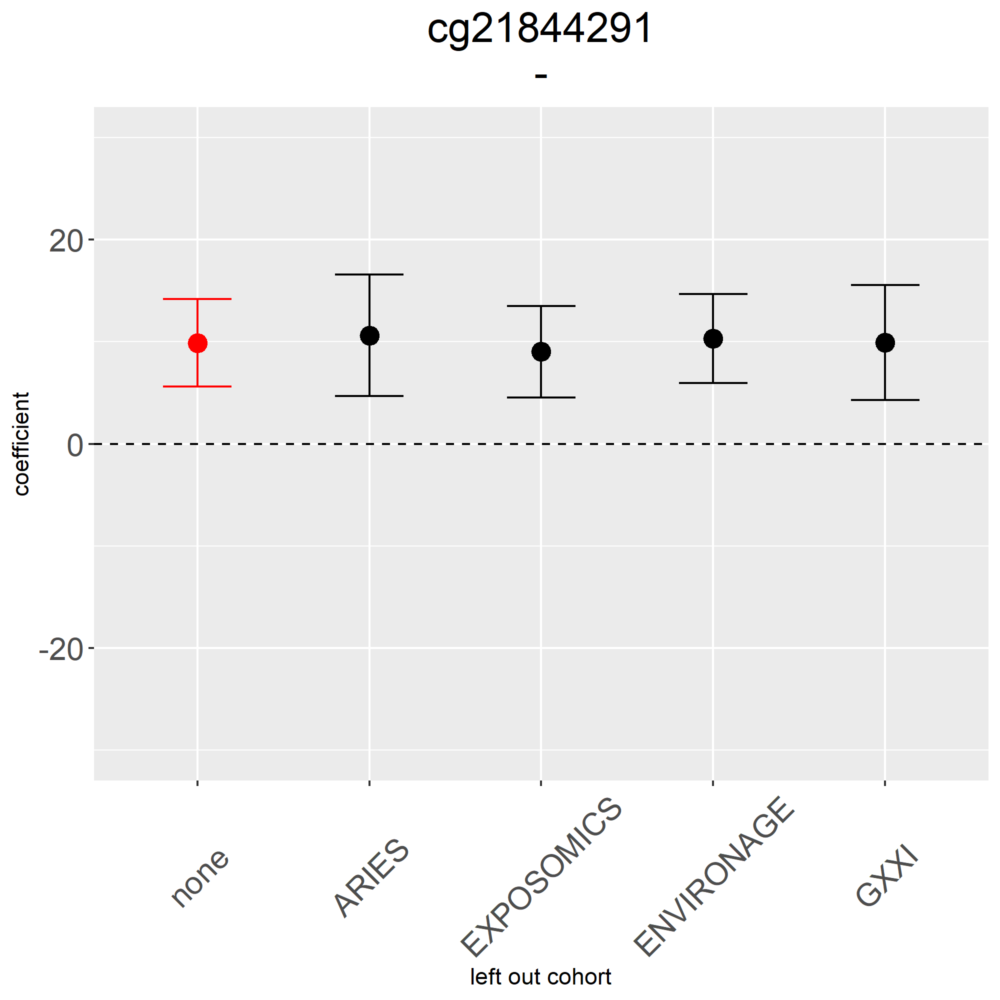 cg21844291
-
coefficient
20
0
-20
none
ARIES
EXPOSOMICS
ENVIRONAGE
GXXI
left out cohort